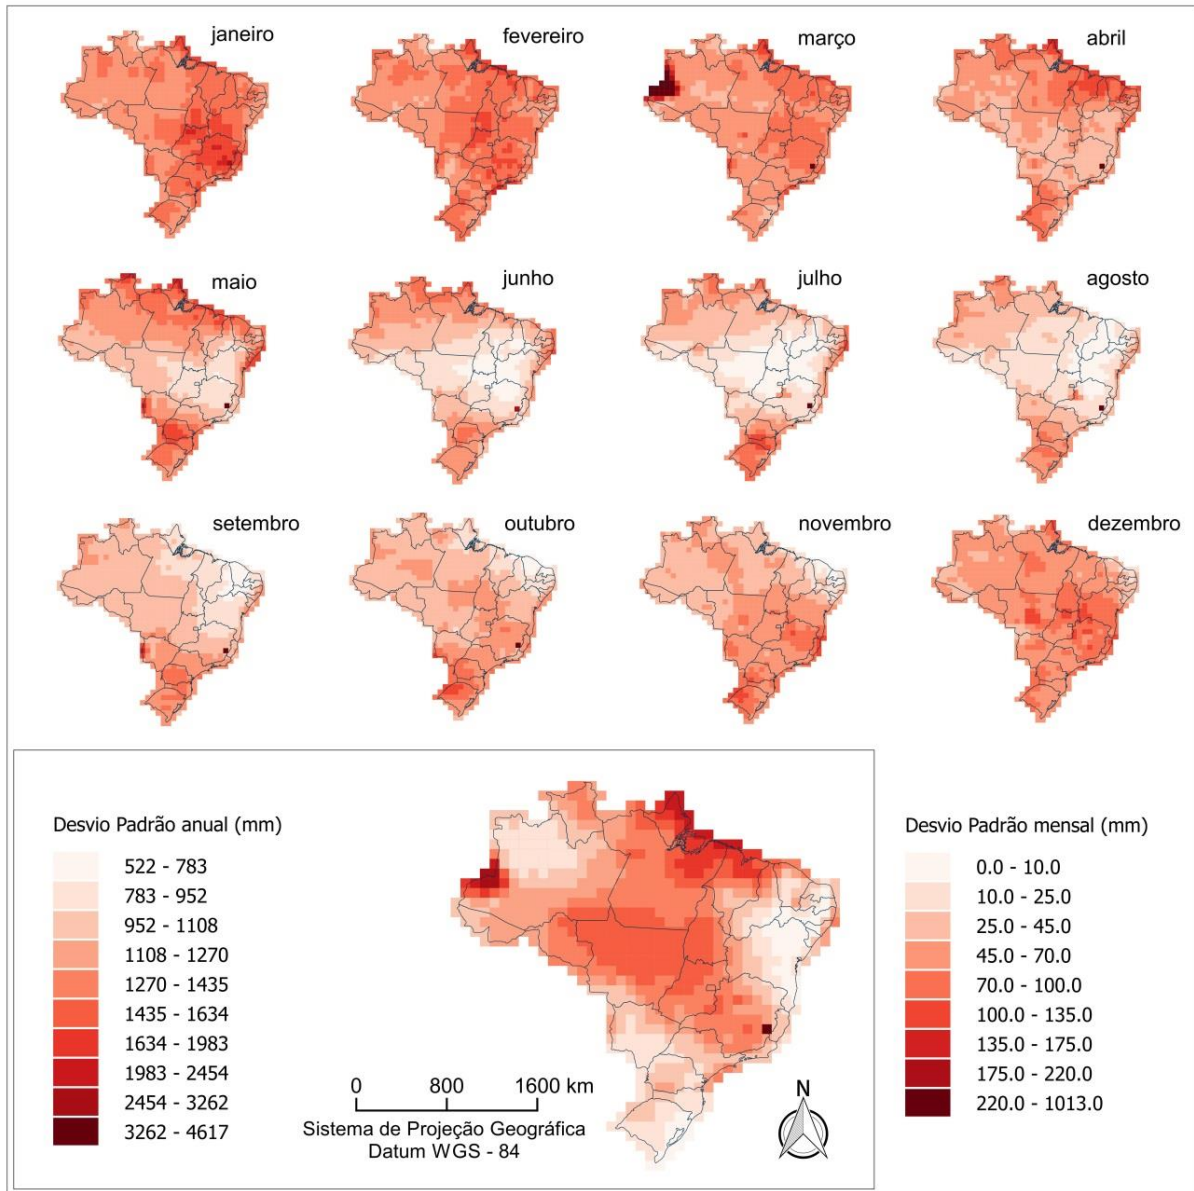 janeiro
fevereiro
março
abril
maio
junho
julho
agosto
setembro
outubro
novembro
dezembro
Desvio Padrão anual (mm)
522 - 783
783 - 952
952 - 1108
1108 - 1270
1270 - 1435
1435 - 1634
1634 - 1983
1983 - 2454
2454 - 3262
3262 - 4617
0 800 1600 km
Sistema de Projeção Geográfica
Datum WGS - 84
N
Desvio Padrão mensal (mm)
0.0 - 10.0
10.0 - 25.0
25.0 - 45.0
45.0 - 70.0
70.0 - 100.0
100.0 - 135.0
135.0 - 175.0
175.0 - 220.0
220.0 - 1013.0